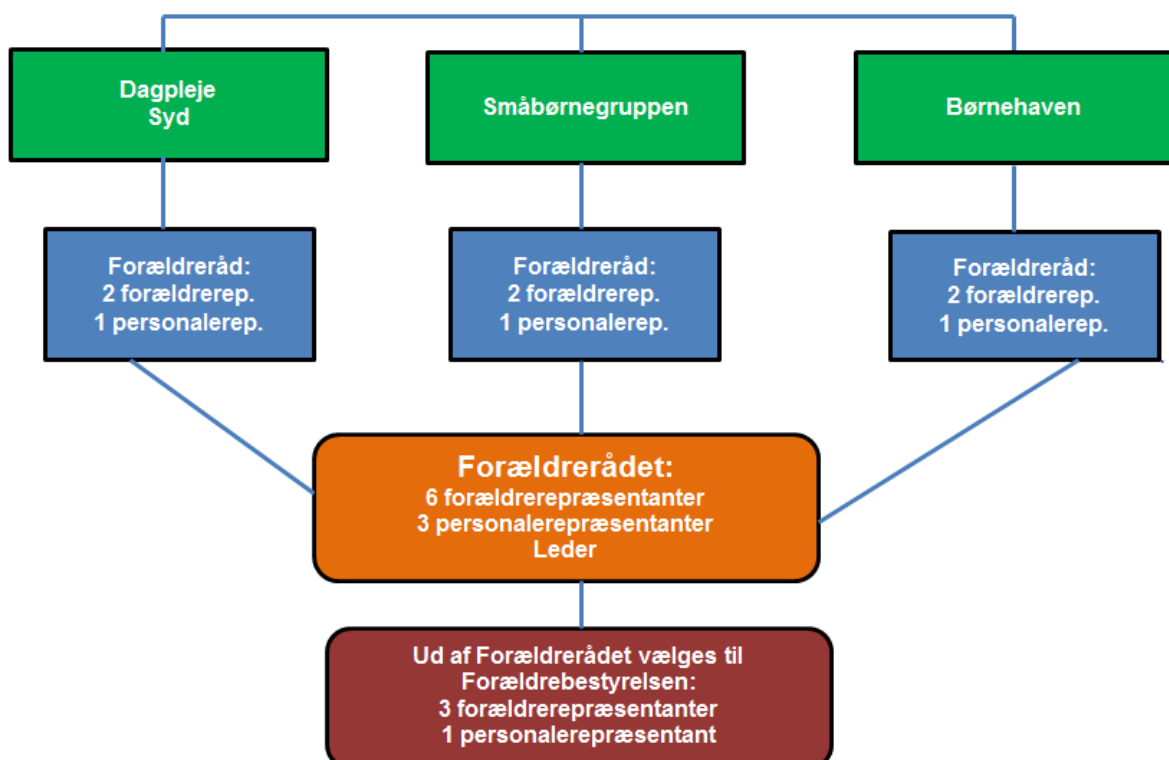 Dagpleje
Syd
Småbørnegruppen
Børnehaven
Forældreråd:
2 forældrerep.
1 personalerep.
Forældreråd:
2 forældrerep.
1 personalerep.
Forældreråd:
2 forældrerep.
1 personalerep.
Forældrerådet:
6 forældrerepræsentanter
3 personalerepræsentanter
Leder
Ud af Forældrerådet vælges til
Forældrebestyrelsen:
3 forældrerepræsentanter
1 personalerepræsentant